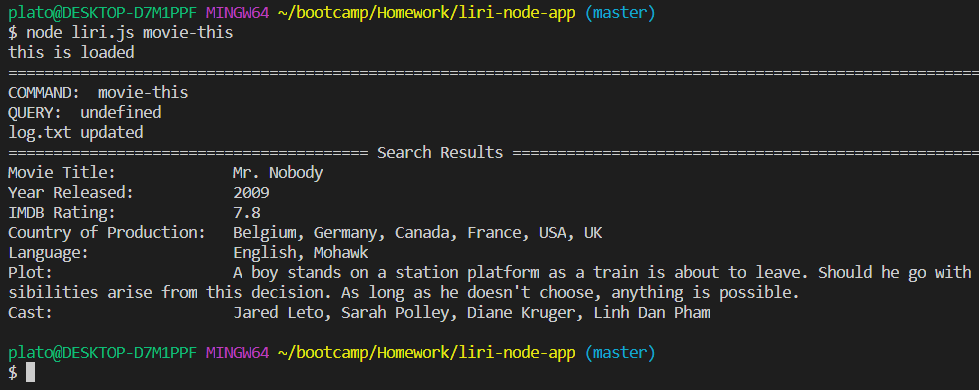 plato@DESKTOP-D7M1PPF MINGW64 ~/bootcamp/Homework/liri-node-app (master)
$ node liri.js movie-this
this is loaded
================================================================================================================
COMMAND:  movie-this
QUERY:  undefined
log.txt updated
======================================== Search Results ====================================================
Movie Title:             Mr. Nobody
Year Released:           2009
IMDB Rating:             7.8
Country of Production:   Belgium, Germany, Canada, France, USA, UK
Language:                English, Mohawk
Plot:                    A boy stands on a station platform as a train is about to leave. Should he go with
sibilities arise from this decision. As long as he doesn't choose, anything is possible.
Cast:                    Jared Leto, Sarah Polley, Diane Kruger, Linh Dan Pham
plato@DESKTOP-D7M1PPF MINGW64 ~/bootcamp/Homework/liri-node-app (master)
$